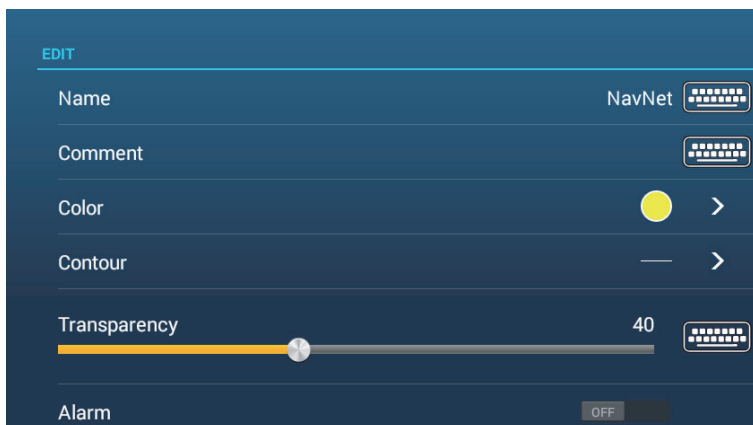 EDIT
Name NavNet
Comment
Color
Contour
Transparency 40
Alarm OFF